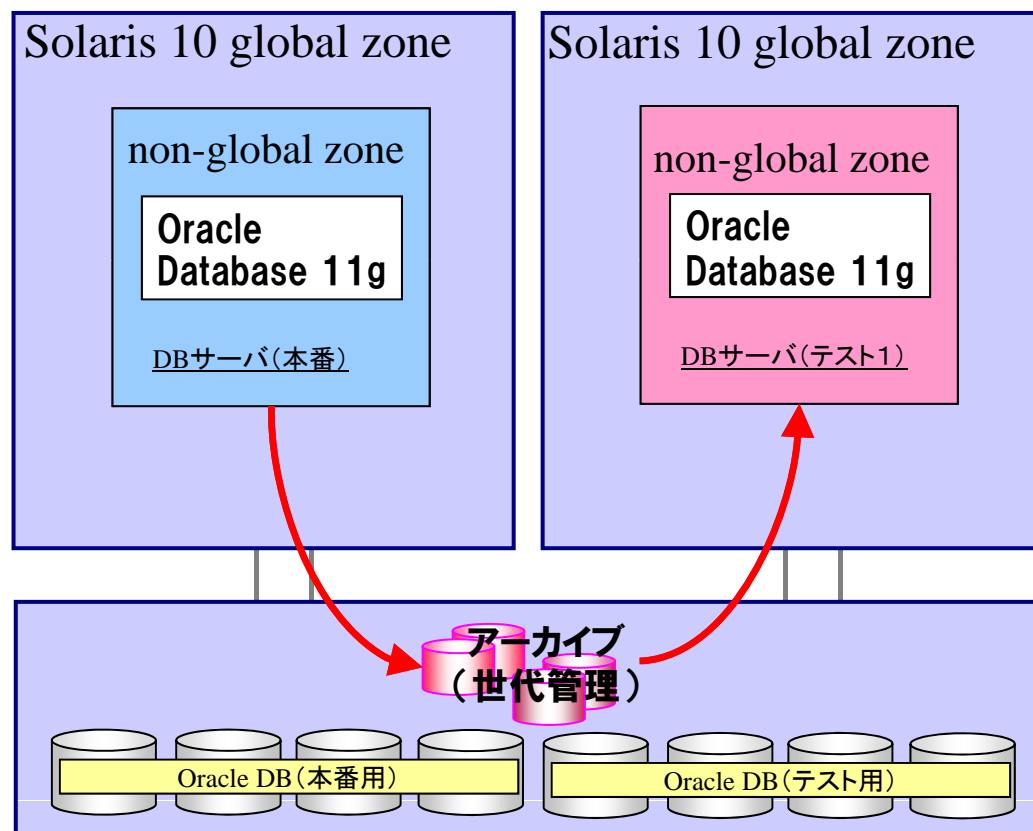 Solaris 10 global zone
non-global zone
Oracle
Database 11g
DBサーバ(本番)
Solaris 10 global zone
non-global zone
Oracle
Database 11g
DBサーバ(テスト1)
アーカイブ
(世代管理)
Oracle DB(本番用)
Oracle DB(テスト用)